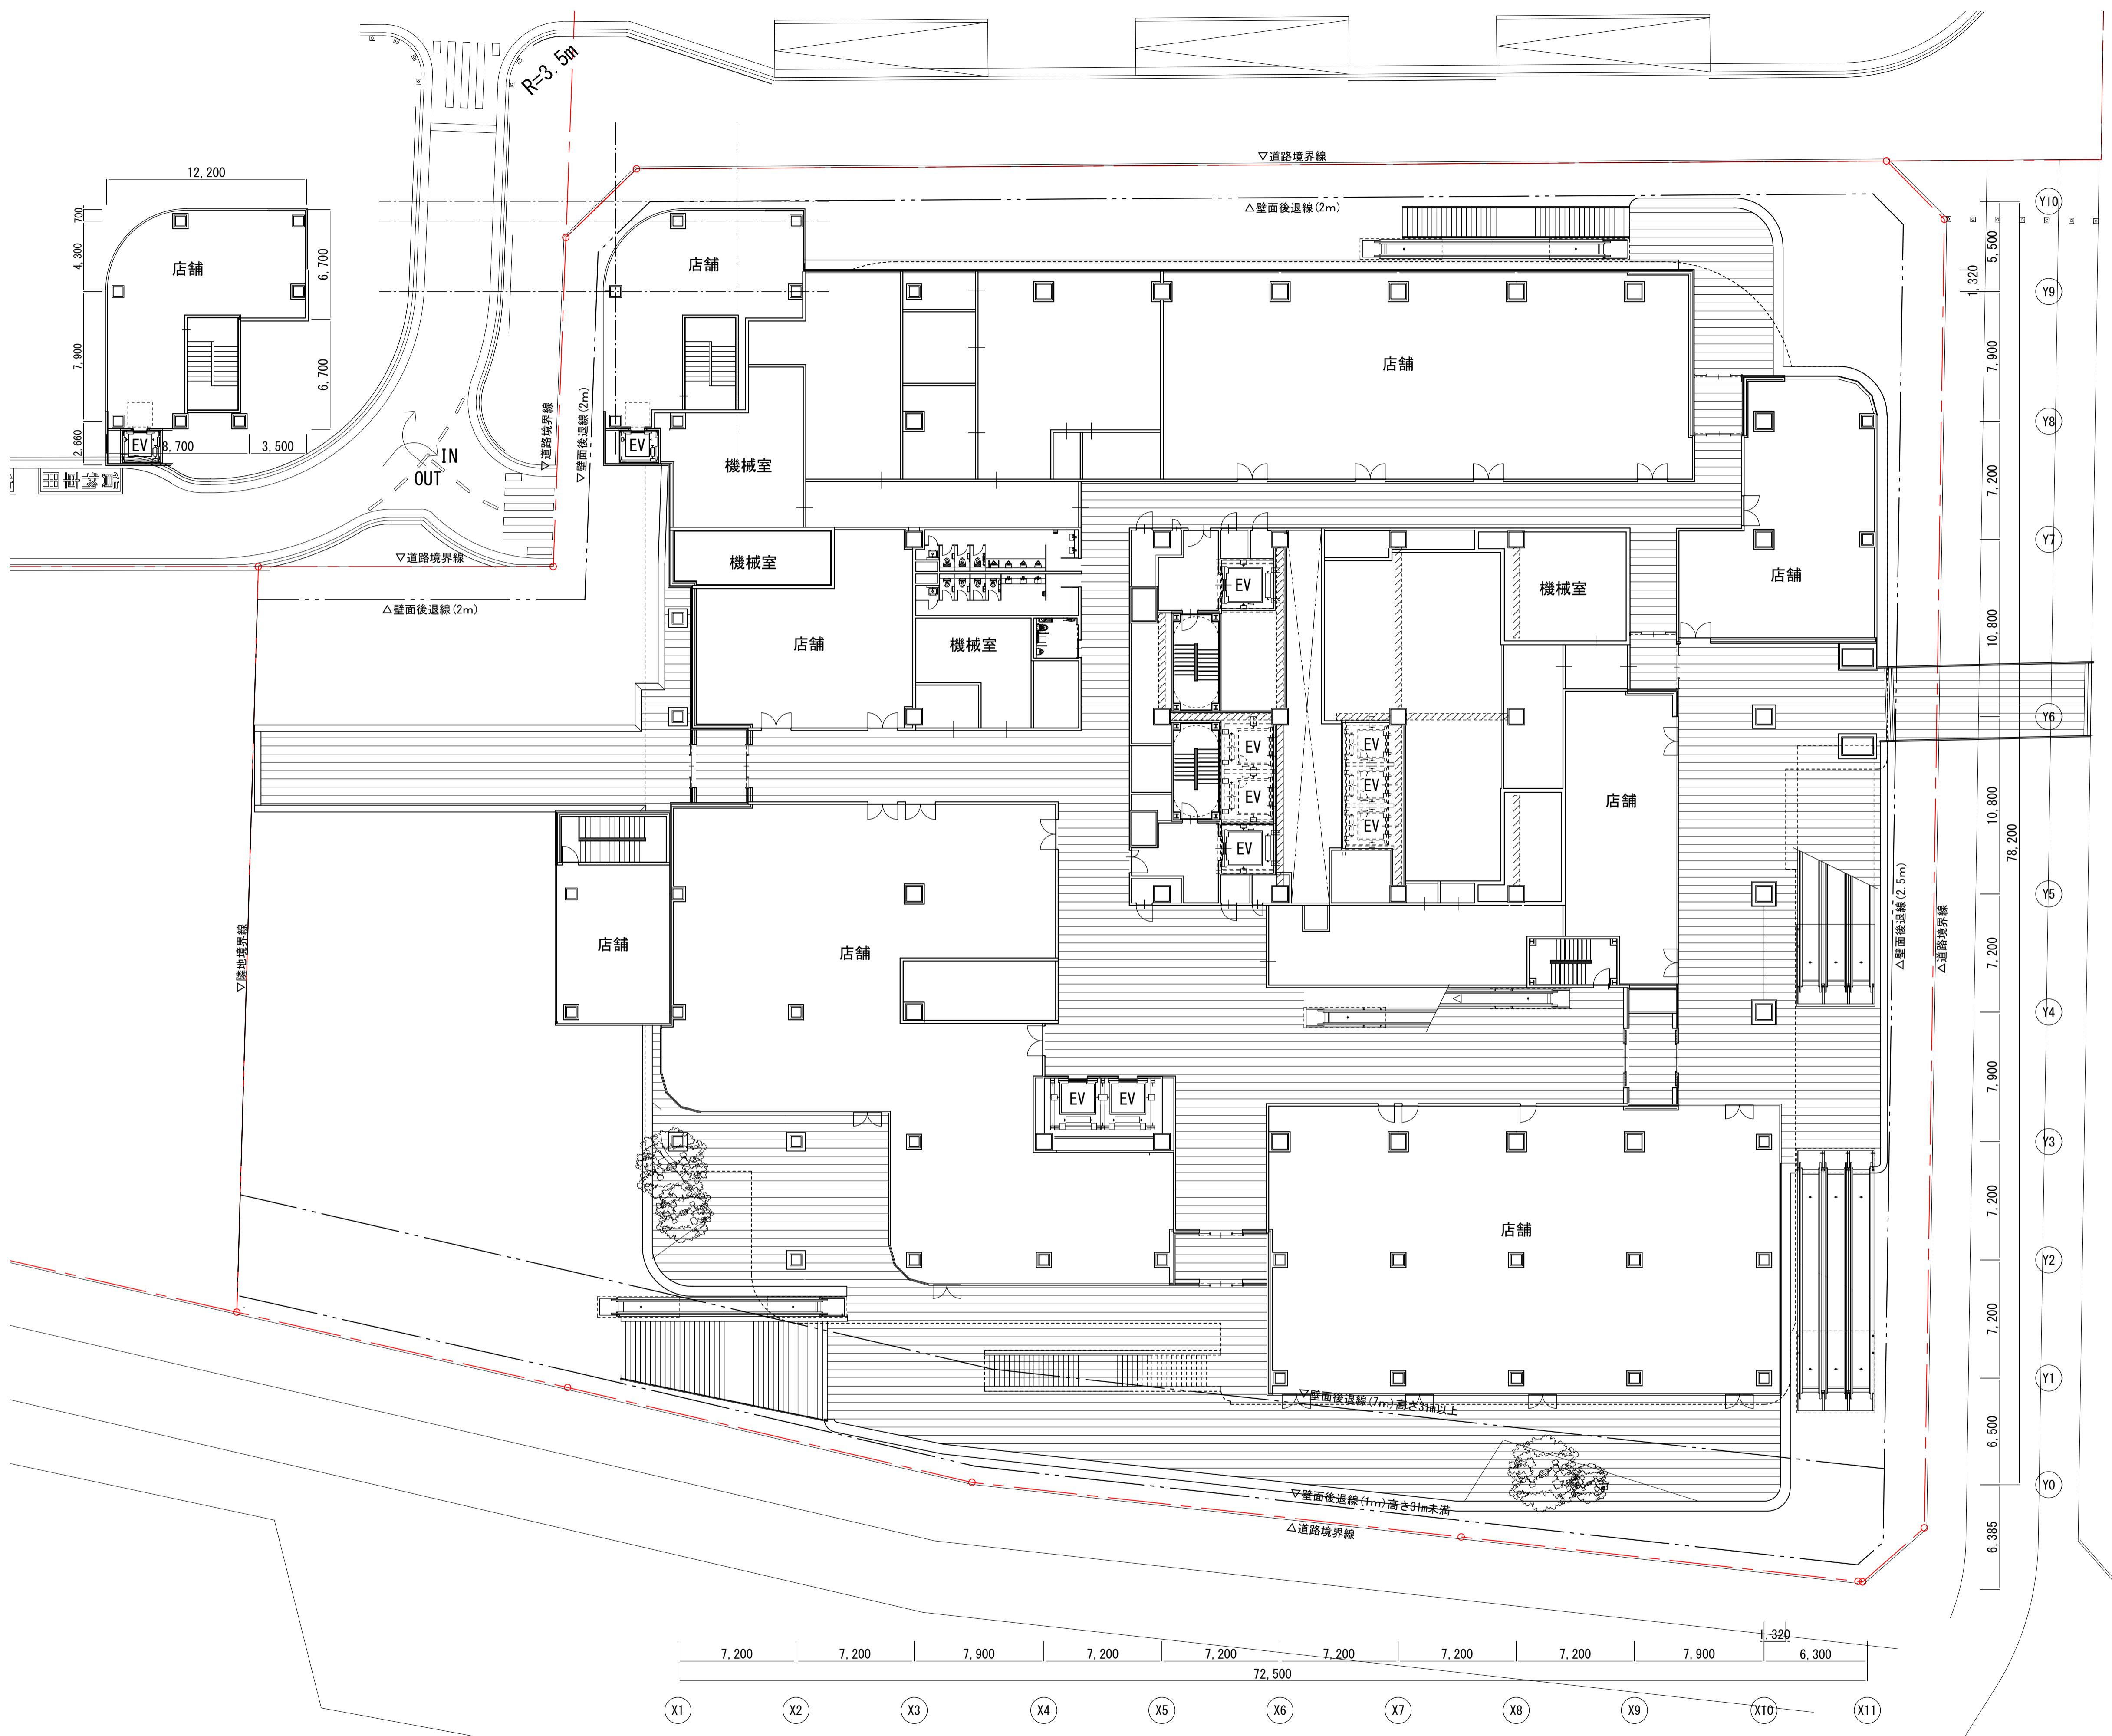 R=3.5m
▽道路境界線
△壁面後退線(2m)
12,200
700
4,300
7,900
2,660
6,700
6,700
店舗
EV
8,700
3,500
IN
OUT
▽道路境界線
▽壁面後退線(2m)
店舗
EV
機械室
店舗
Y10
5,500
1,320
Y9
7,900
Y8
7,200
Y7
▽道路境界線
△壁面後退線(2m)
機械室
店舗
機械室
EV
機械室
店舗
10,800
Y6
EV
EV
EV
EV
EV
EV
店舗
10,800
78,200
Y5
▽隣地境界線
店舗
店舗
△壁面後退線(2.5m)
△道路境界線
7,200
Y4
7,900
EV
EV
Y3
7,200
店舗
Y2
7,200
Y1
▽壁面後退線(7m)高さ31m以上
6,500
Y0
▽壁面後退線(1m)高さ31m未満
△道路境界線
6,385
7,200
7,200
7,900
7,200
7,200
7,200
7,200
7,200
7,900
1,320
6,300
72,500
X1
X2
X3
X4
X5
X6
X7
X8
X9
X10
X11